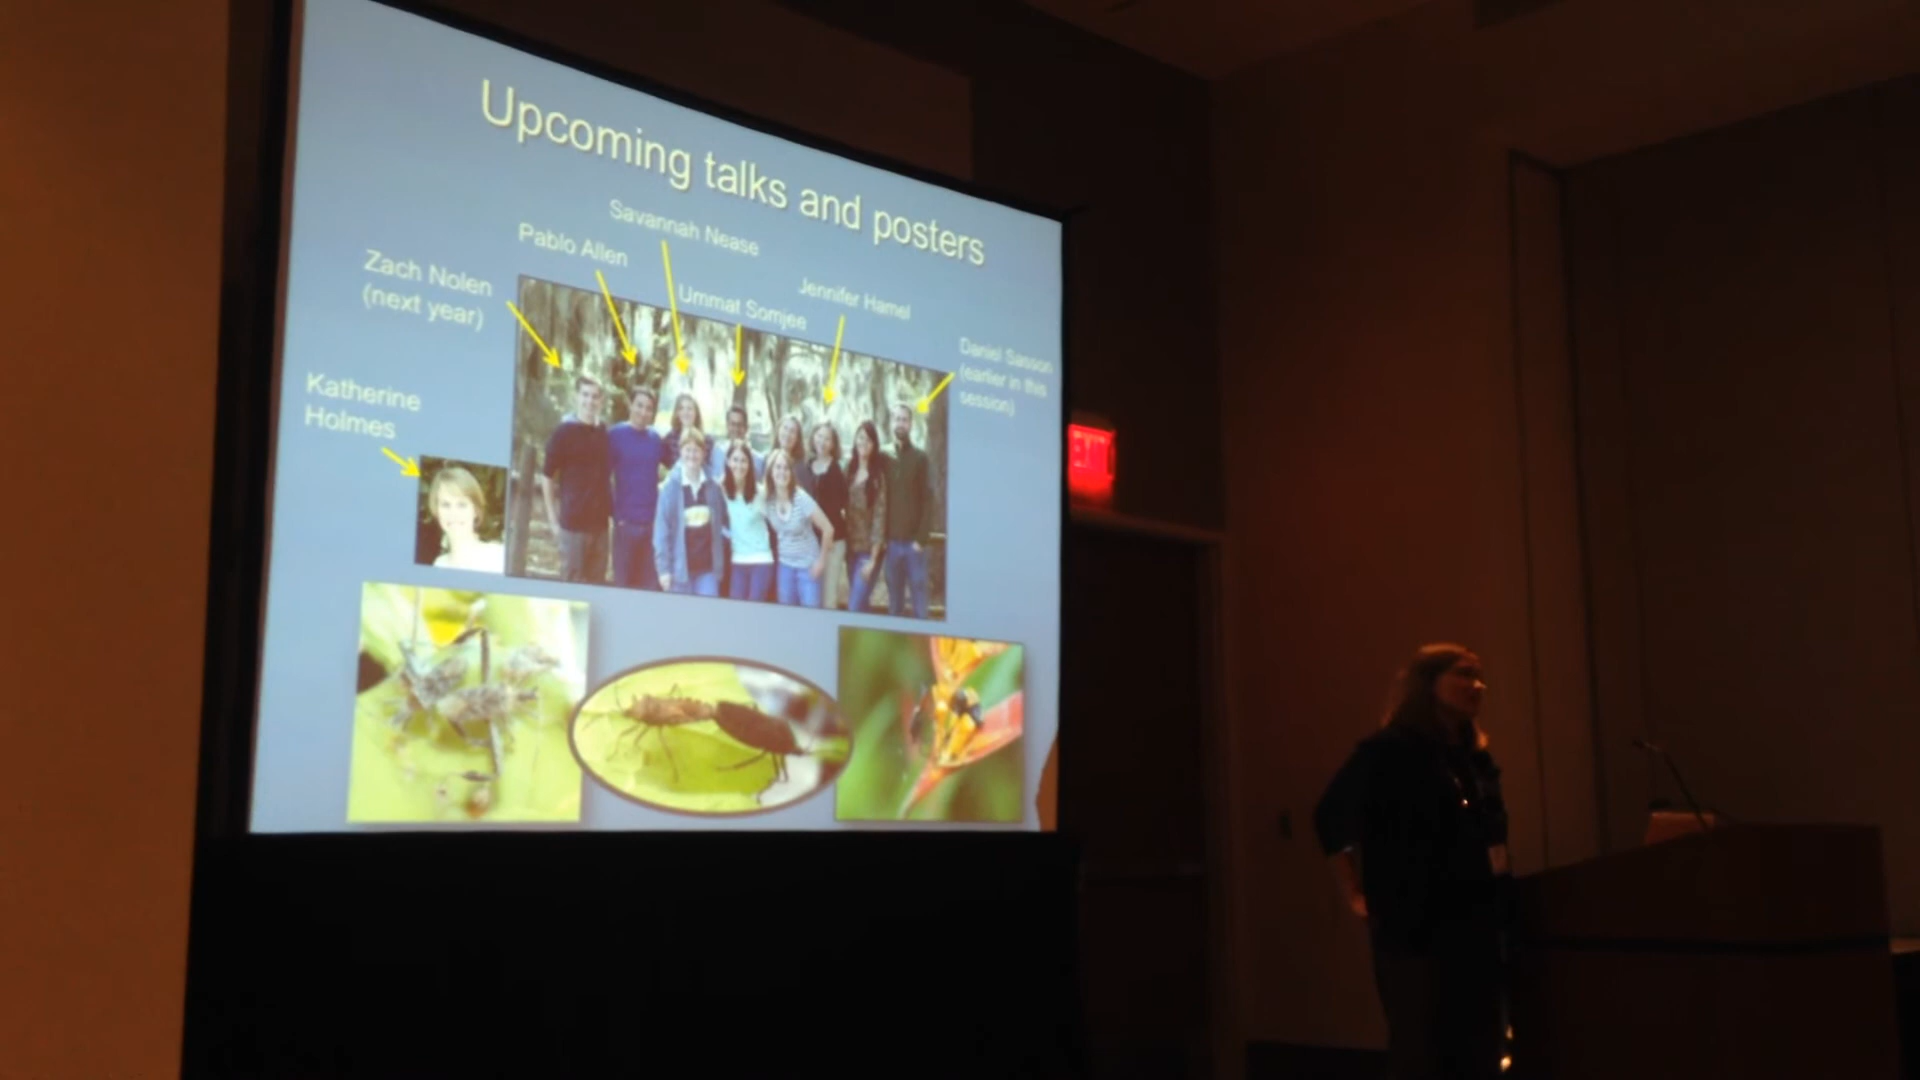 Upcoming talks and posters
Savannah Nease
Pablo Allen
Zach Nolen
(next year)
Ummat Somjee
Jennifer Hamel
Daniel Sasson
(earlier in this
session)
Katherine
Holmes
EXIT